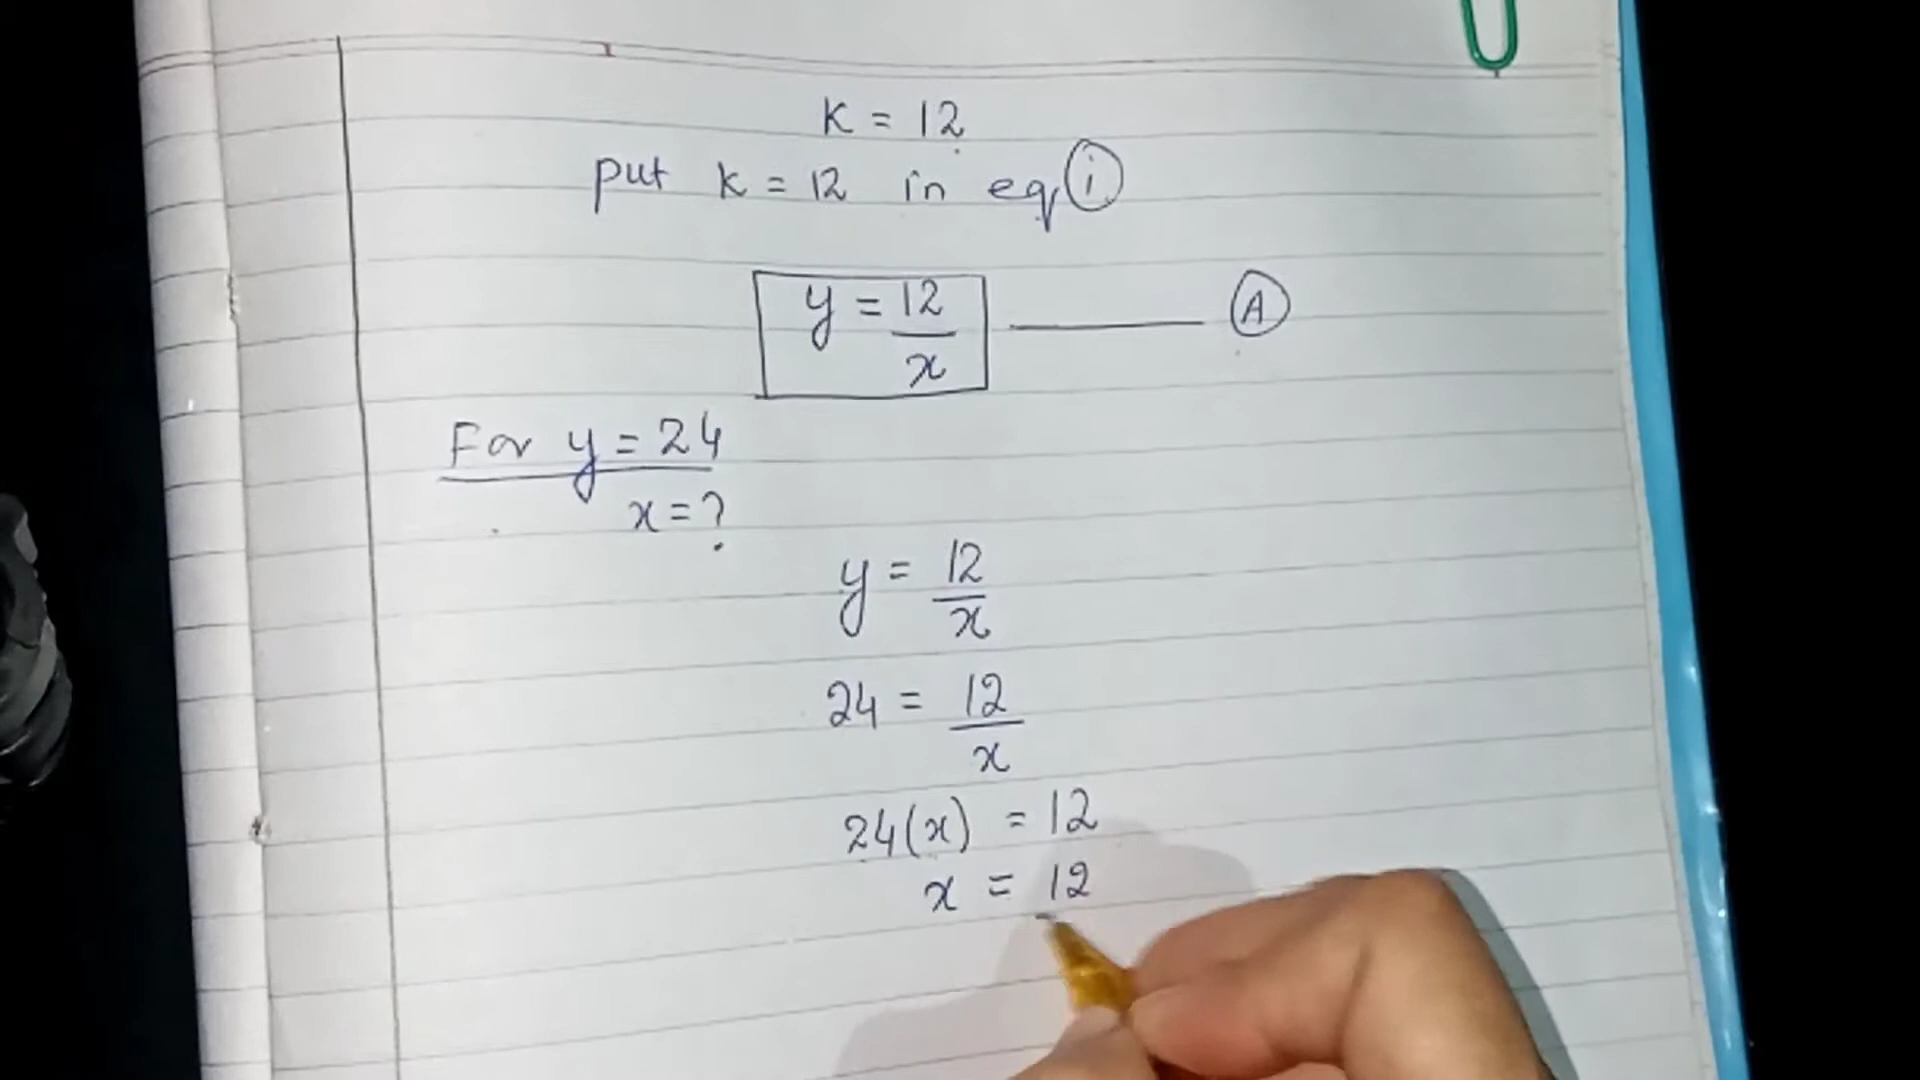 K = 12
put K = 12 in eq (i)
y = 12/x ——— (A)
For y = 24
x = ?
y = 12/x
24 = 12/x
24(x) = 12
x = 12